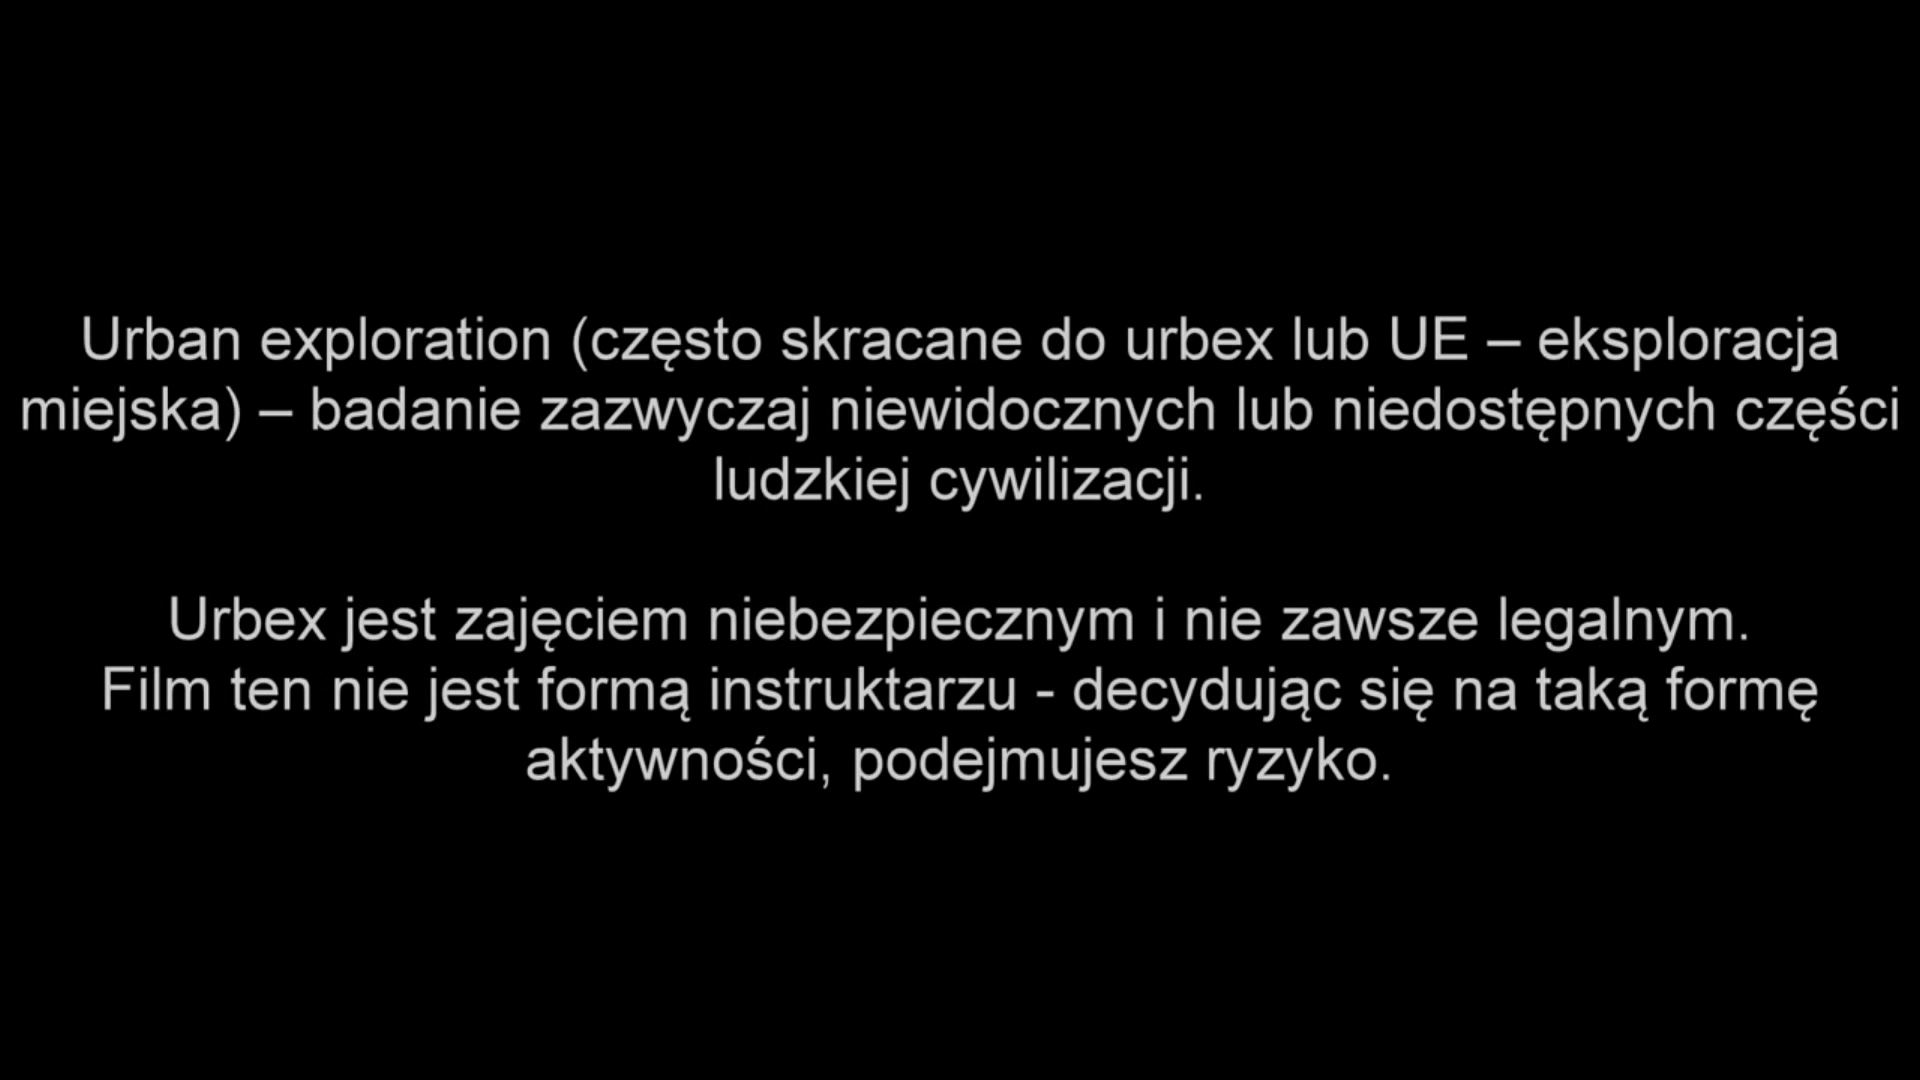 Urban exploration (często skracane do urbex lub UE – eksploracja
miejska) – badanie zazwyczaj niewidocznych lub niedostępnych części
ludzkiej cywilizacji.
Urbex jest zajęciem niebezpiecznym i nie zawsze legalnym.
Film ten nie jest formą instruktarzu - decydując się na taką formę
aktywności, podejmujesz ryzyko.